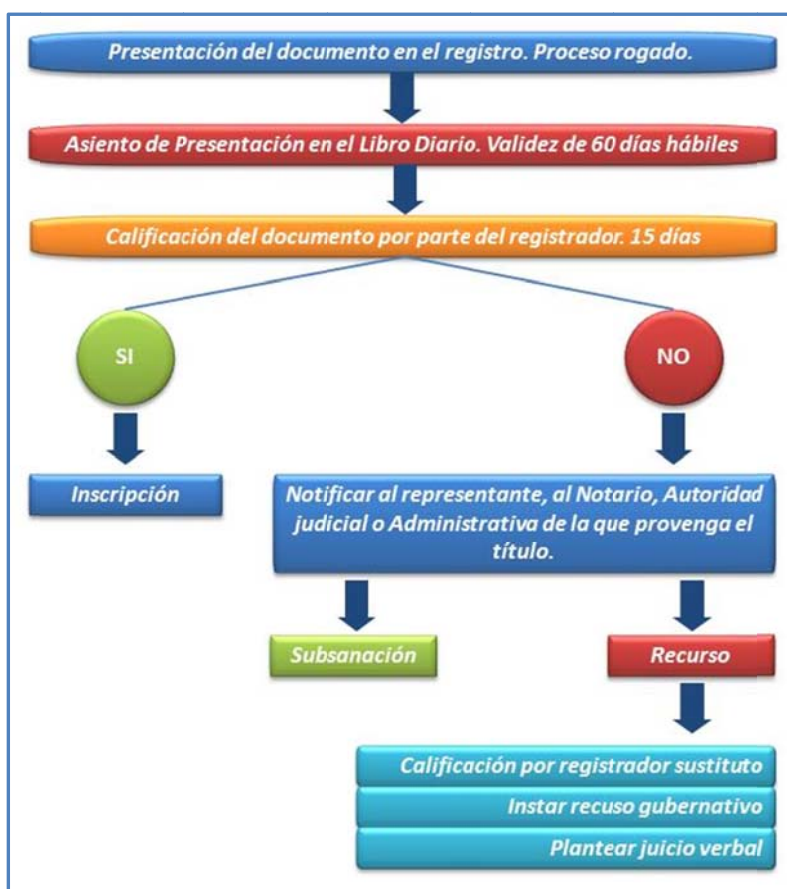 Presentación del documento en el registro. Proceso rogado.
Asiento de Presentación en el Libro Diario. Validez de 60 días hábiles
Calificación del documento por parte del registrador. 15 días
SI
NO
Inscripción
Notificar al representante, al Notario, Autoridad
judicial o Administrativa de la que provenga el
título.
Subsanación
Recurso
Calificación por registrador sustituto
Instar recuso gubernativo
Plantear juicio verbal